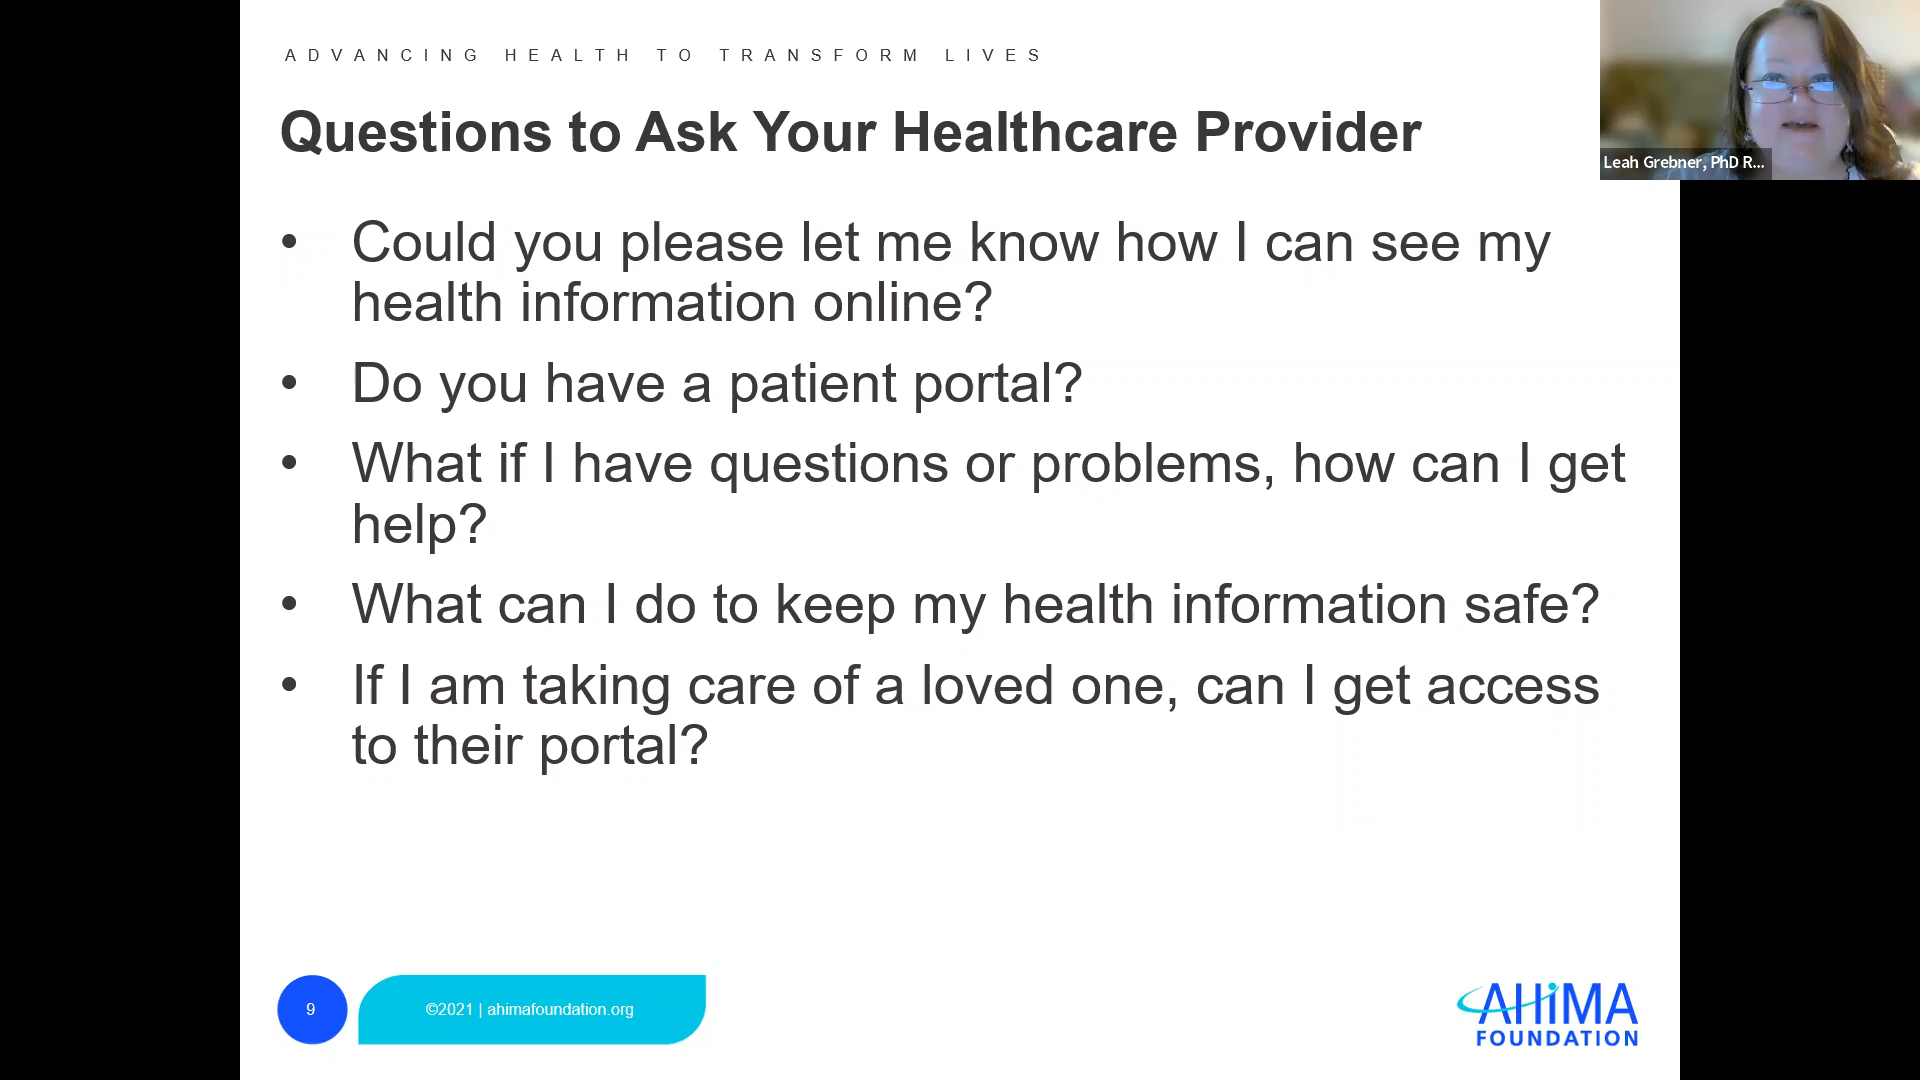 ADVANCING HEALTH TO TRANSFORM LIVES
Questions to Ask Your Healthcare Provider
Leah Grebner, PhD R...
• Could you please let me know how I can see my
health information online?
• Do you have a patient portal?
• What if I have questions or problems, how can I get
help?
• What can I do to keep my health information safe?
• If I am taking care of a loved one, can I get access
to their portal?
9
©2021 | ahimafoundation.org
AHiMA
FOUNDATION